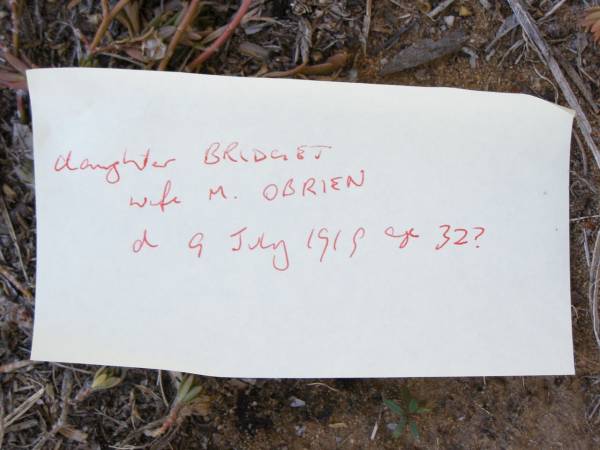 daughter BRIDGET
wife M. OBRIEN
d 9 July 1919 age 32?